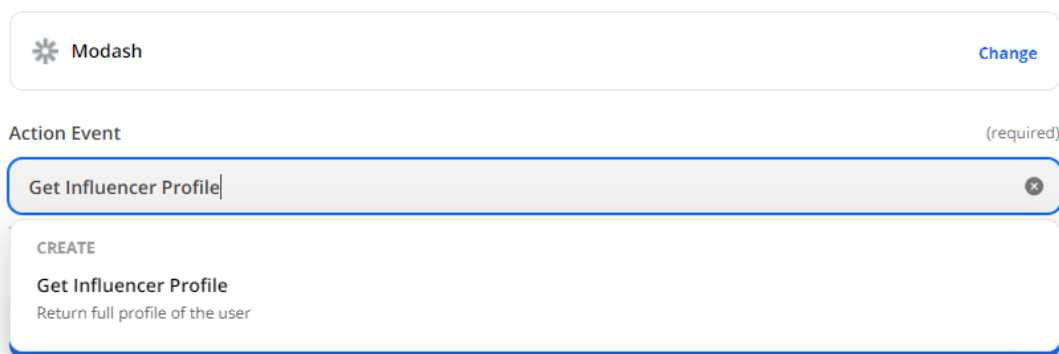 Modash
Change
Action Event
(required)
Get Influencer Profile
CREATE
Get Influencer Profile
Return full profile of the user